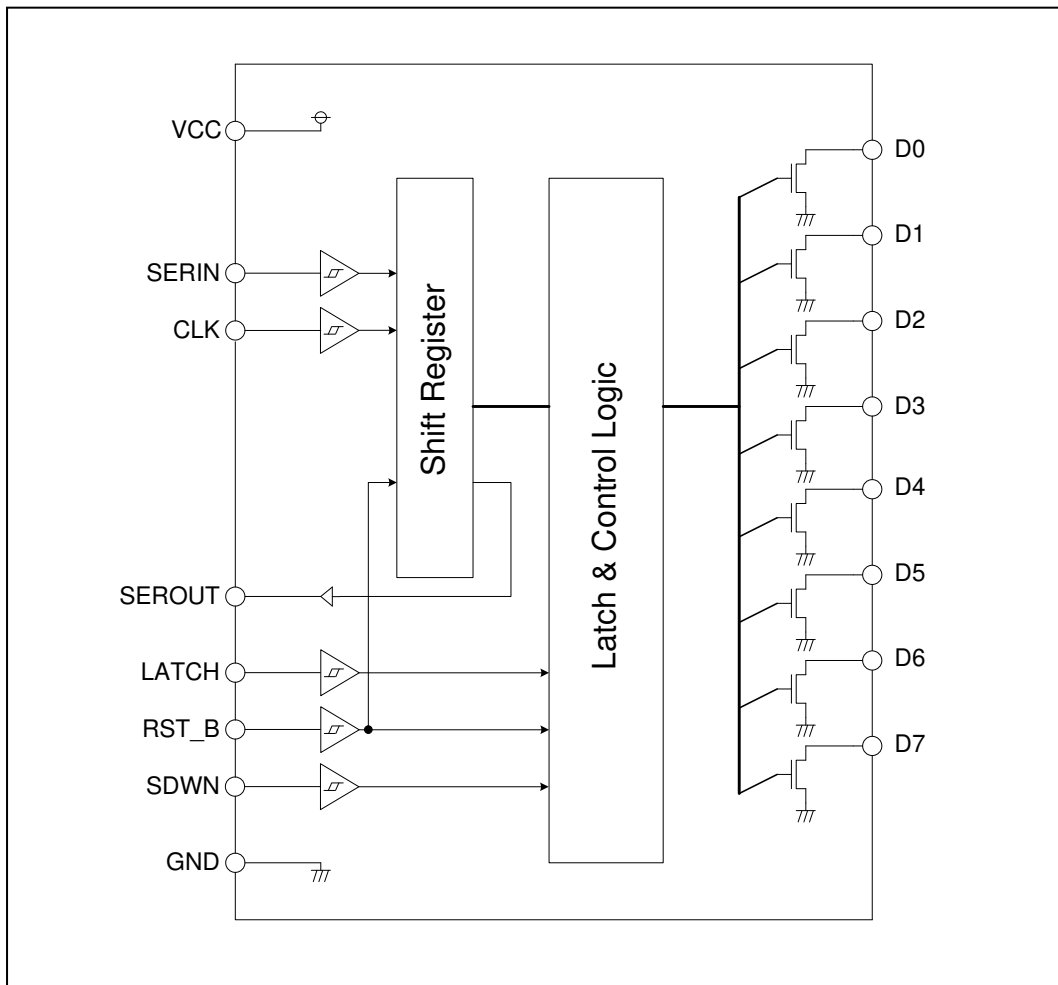 VCC
SERIN
CLK
SEROUT
LATCH
RST_B
SDWN
GND
Shift Register
Latch & Control Logic
D0
D1
D2
D3
D4
D5
D6
D7